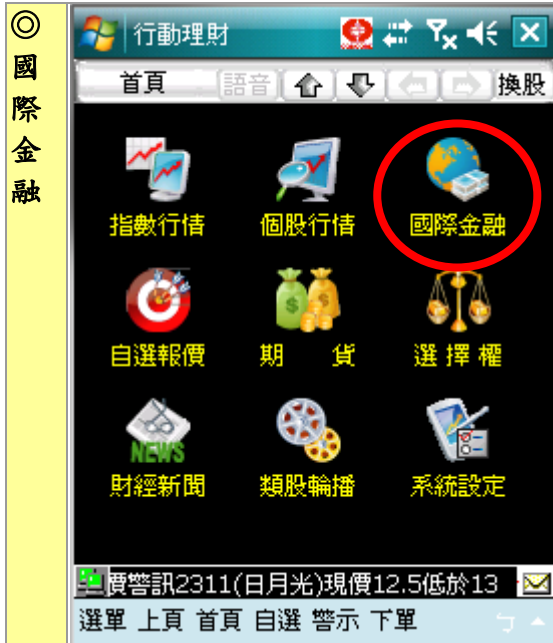 ◎國際金融
行動理財
首頁 語音 換股
指數行情 個股行情 國際金融
自選報價 期 貨 選擇權
NEWS
財經新聞 類股輪播 系統設定
價警訊2311(日月光)現價12.5低於13
選單 上頁 首頁 自選 警示 下單 ㄅ